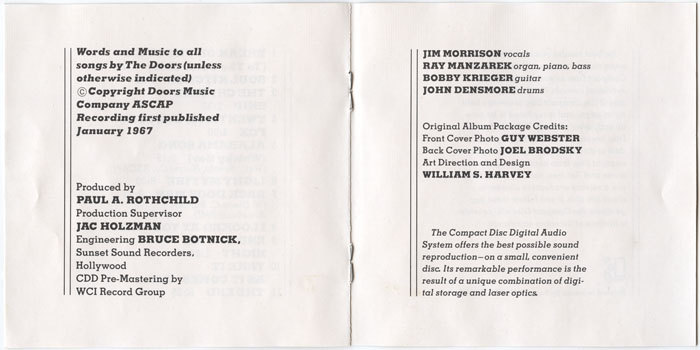 Words and Music to all
songs by The Doors (unless
otherwise indicated)
©Copyright Doors Music
Company ASCAP
Recording first published
January 1967
Produced by
PAUL A. ROTHCHILD
Production Supervisor
JAC HOLZMAN
Engineering BRUCE BOTNICK,
Sunset Sound Recorders,
Hollywood
CDD Pre-Mastering by
WCI Record Group
JIM MORRISON vocals
RAY MANZAREK organ, piano, bass
BOBBY KRIEGER guitar
JOHN DENSMORE drums
Original Album Package Credits:
Front Cover Photo GUY WEBSTER
Back Cover Photo JOEL BRODSKY
Art Direction and Design
WILLIAM S. HARVEY
The Compact Disc Digital Audio
System offers the best possible sound
reproduction—on a small, convenient
disc. Its remarkable performance is the
result of a unique combination of digi-
tal storage and laser optics.